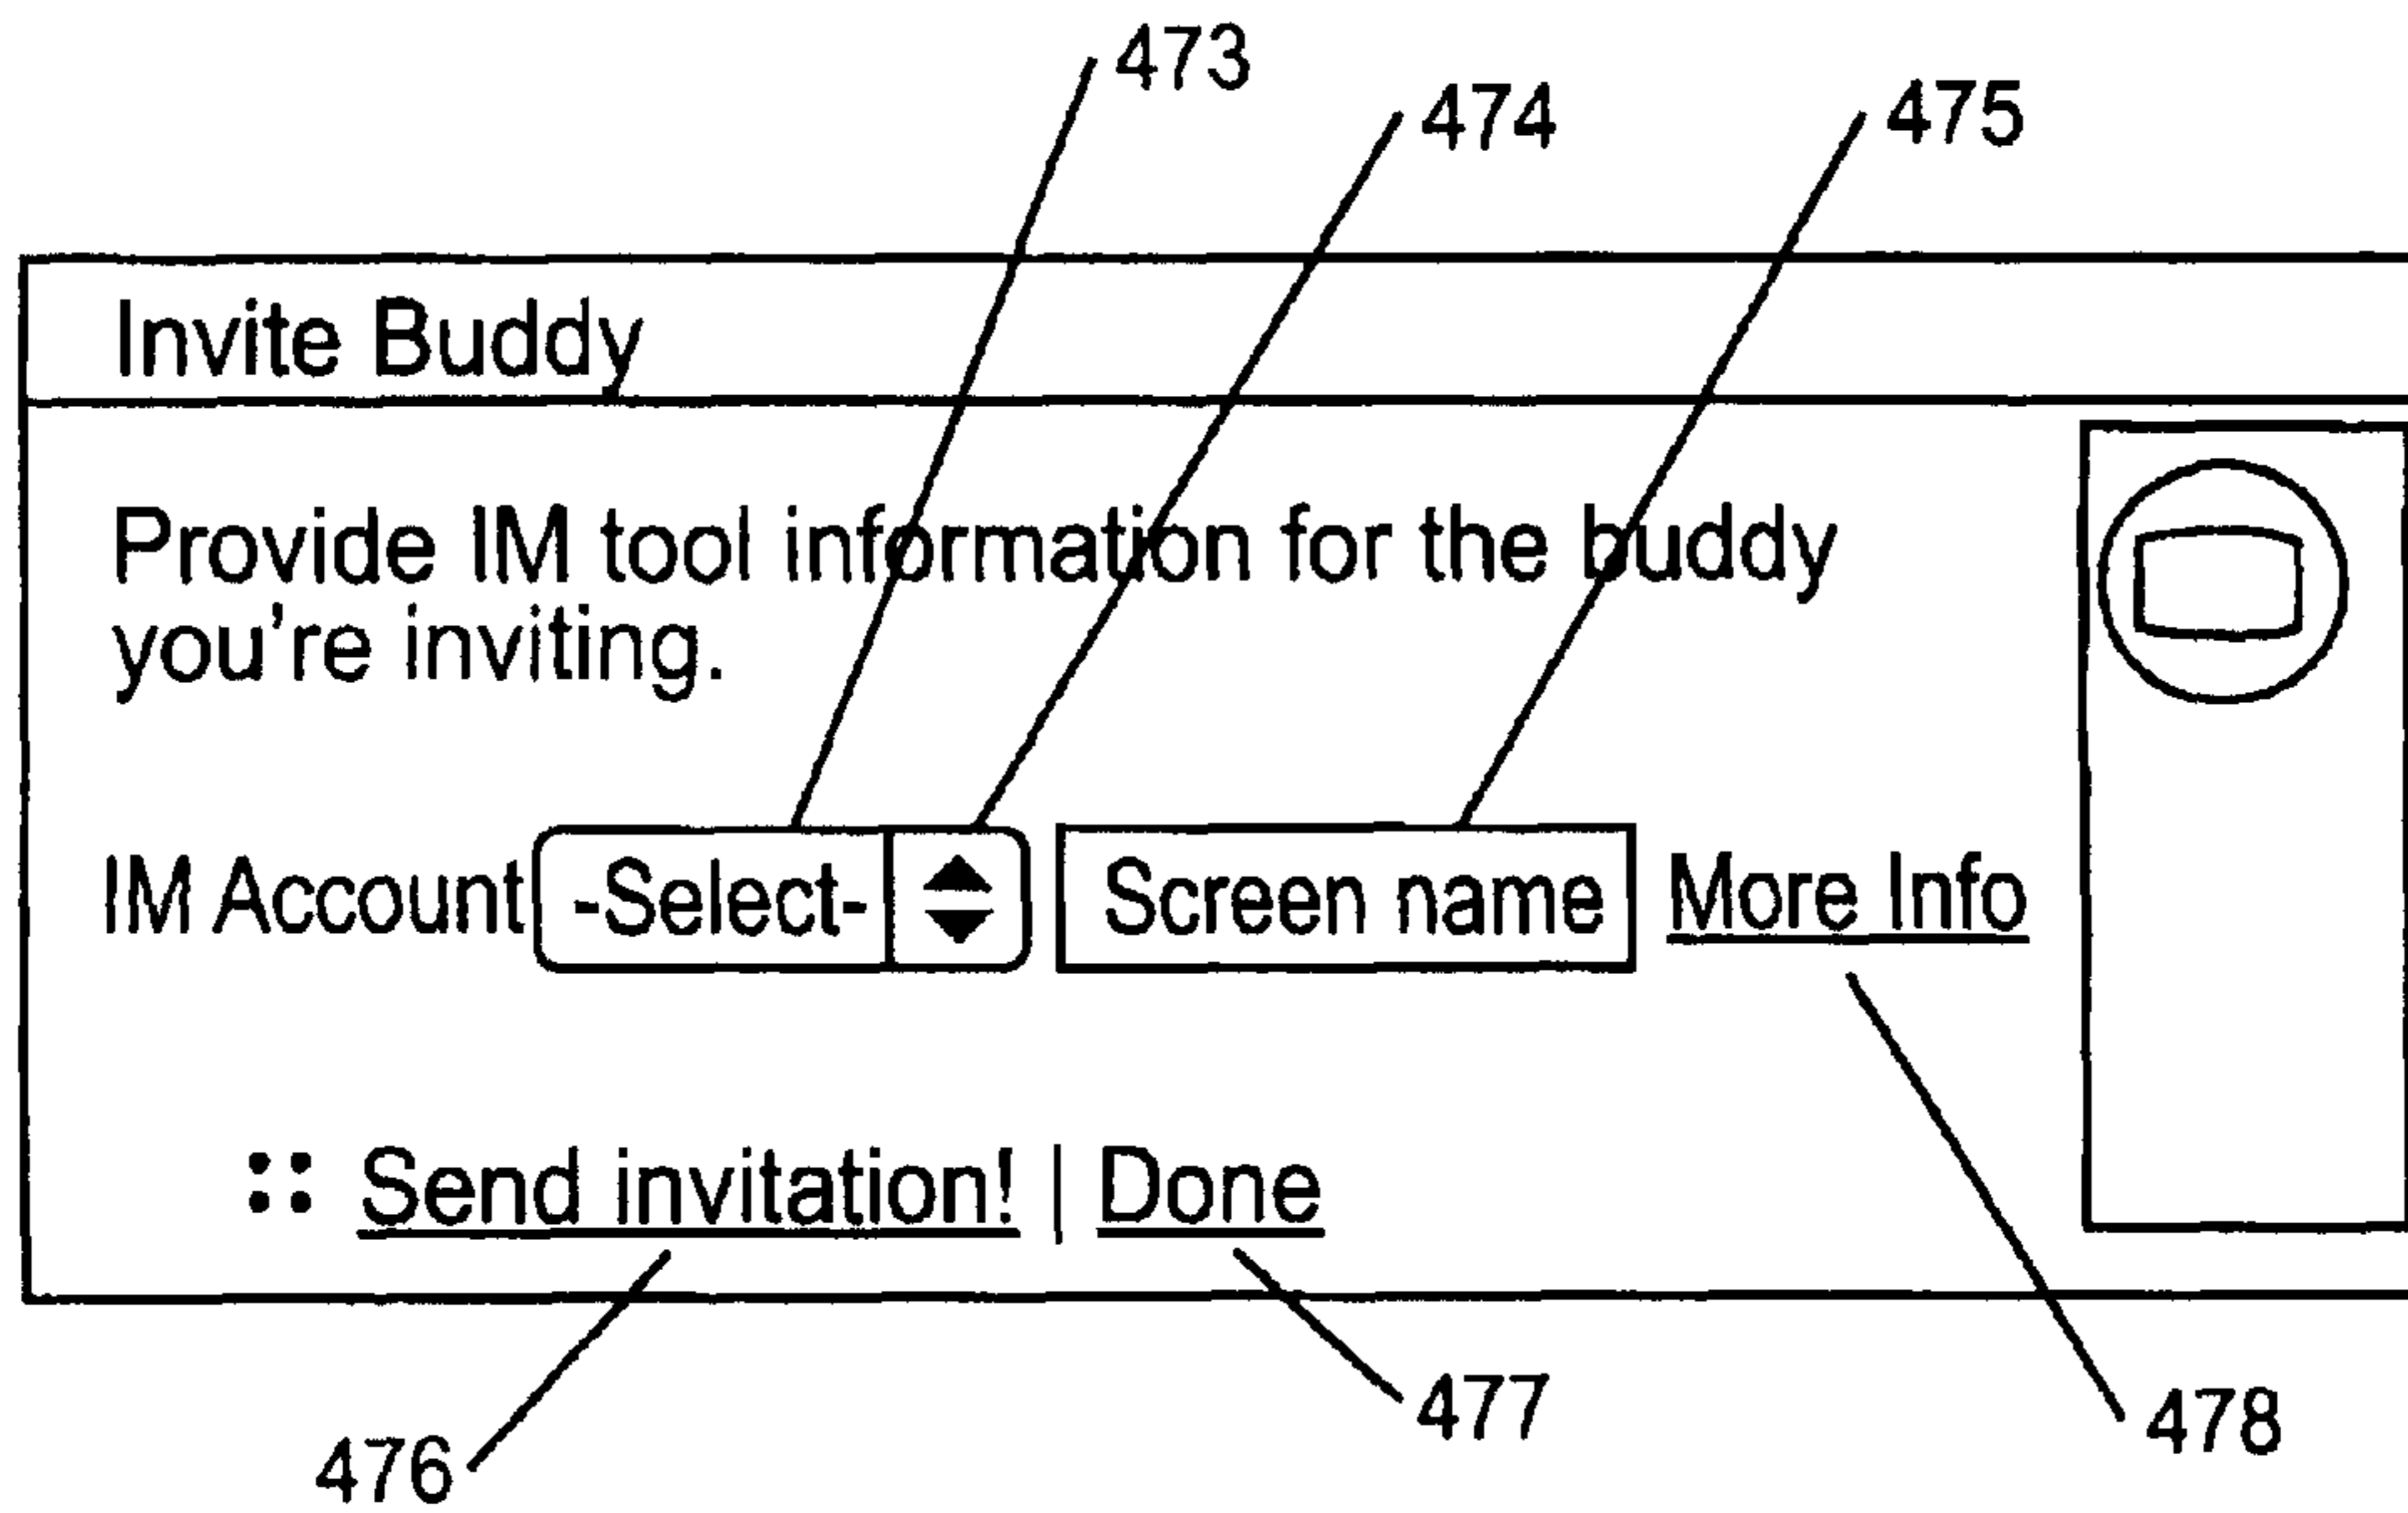 473
474
475
Invite Buddy
Provide IM tool information for the buddy
you're inviting.
IM Account -Select- Screen name More Info
Send invitation! | Done
476
477
478